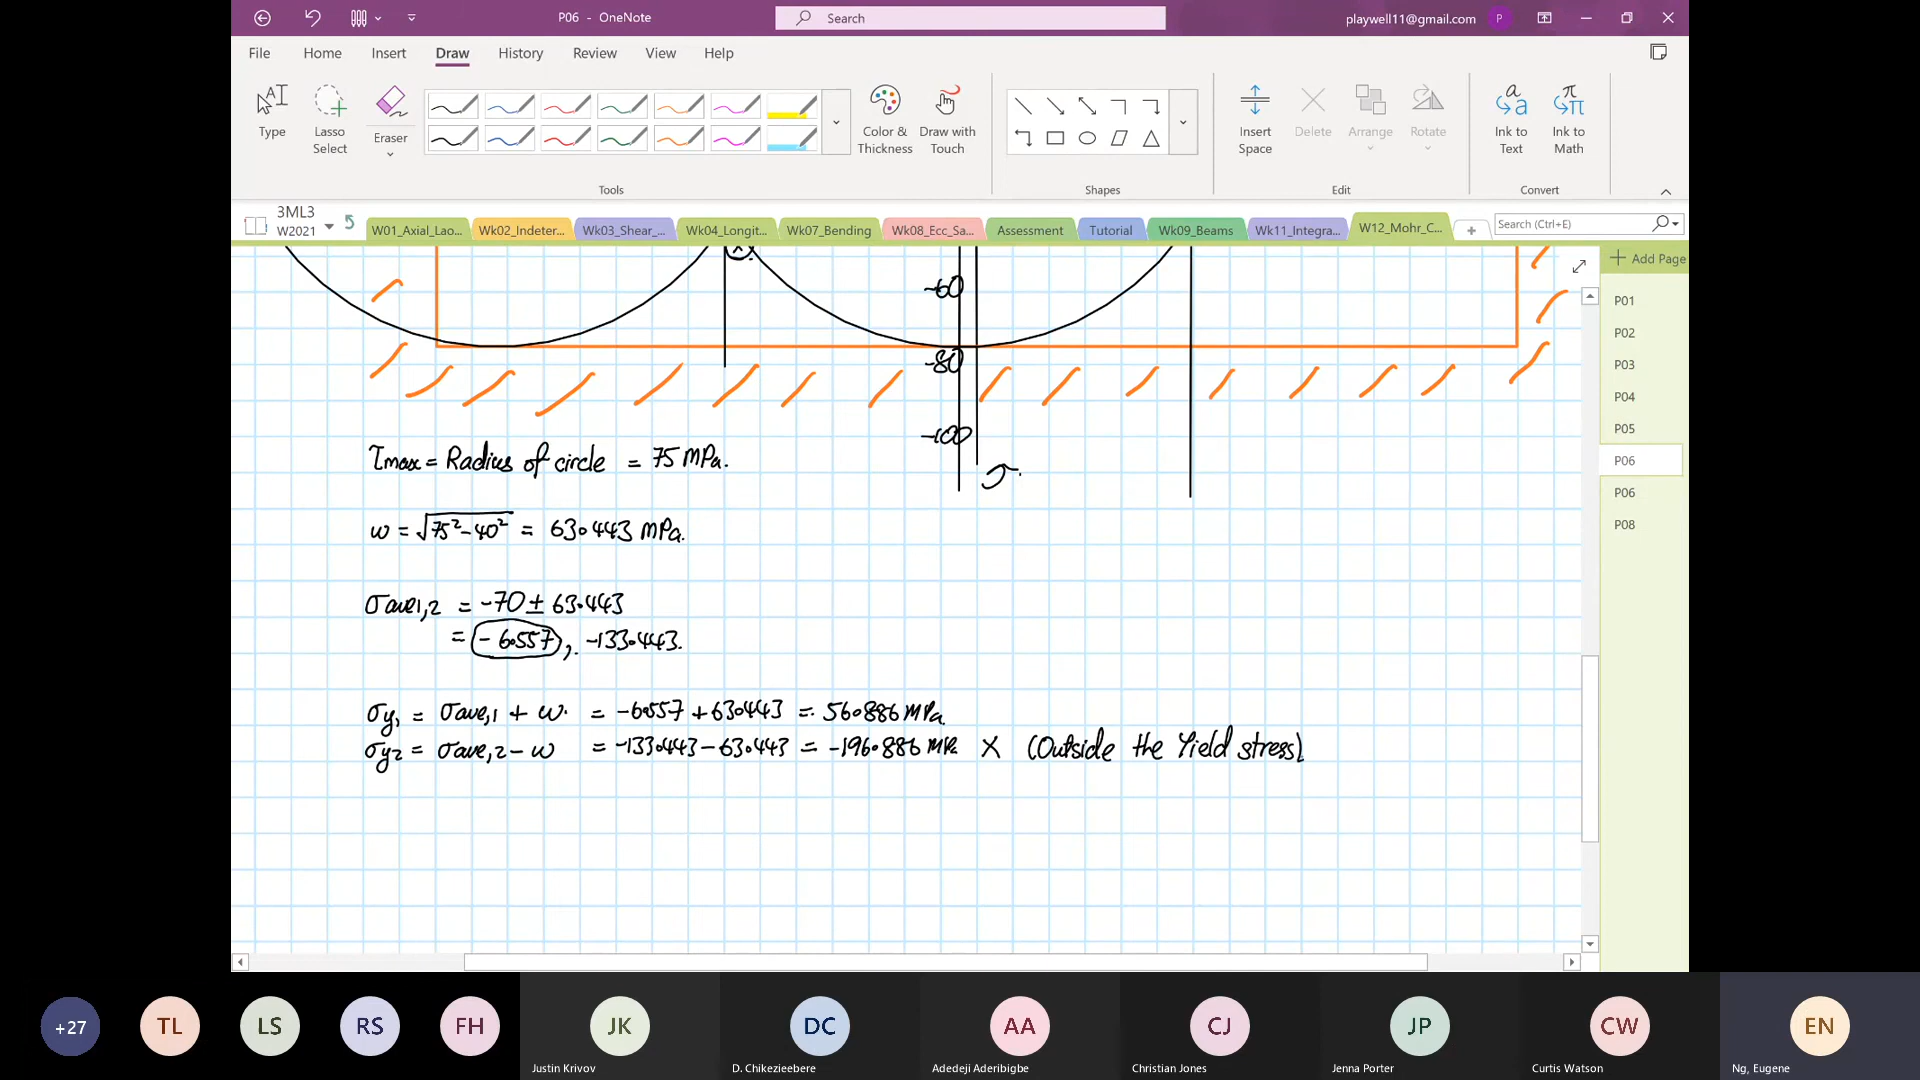 P06 - OneNote
Search
playwell11@gmail.com
P
File Home Insert Draw History Review View Help
Type
Lasso Select
Eraser
Color & Thickness
Draw with Touch
Insert Space
Delete
Arrange
Rotate
Ink to Text
Ink to Math
Tools
Shapes
Edit
Convert
3ML3
W2021
W01_Axial_Lao...
Wk02_Indeter...
Wk03_Shear_...
Wk04_Longit...
Wk07_Bending
Wk08_Ecc_Sa...
Assessment
Tutorial
Wk09_Beams
Wk11_Integra...
W12_Mohr_C...
Search (Ctrl+E)
Add Page
P01
P02
P03
P04
P05
P06
P06
P08
-60
-80
-100
τmax = Radius of circle = 75 MPa.
w = √75²-40² = 63.443 MPa.
σave1,2 = -70 ± 63.443
= -6.557, -133.443.
σy1 = σave,1 + w. = -6.557 + 63.443 = 56.886 MPa
σy2 = σave,2 - w = -133.443 - 63.443 = -196.886 MPa X (Outside the Yield stress).
+27
TL
LS
RS
FH
JK
DC
AA
CJ
JP
CW
EN
Justin Krivov
D. Chikezieebere
Adedeji Aderibigbe
Christian Jones
Jenna Porter
Curtis Watson
Ng, Eugene